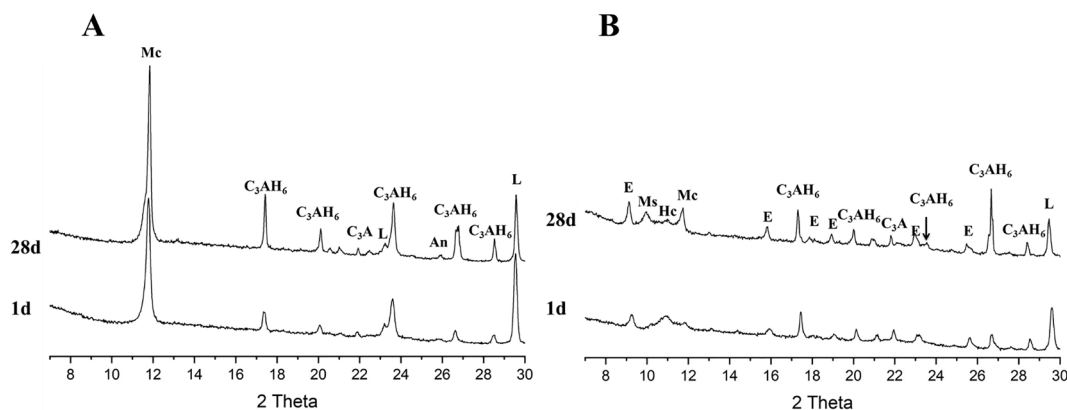 A
Mc
C₃AH₆
C₃AH₆
C₃A
L
C₃AH₆
An
C₃AH₆
C₃AH₆
L
28d
1d
8 10 12 14 16 18 20 22 24 26 28 30
2 Theta
B
E
Ms
Hc
Mc
E
C₃AH₆
E
E
C₃AH₆
C₃A
E
C₃AH₆
E
C₃AH₆
C₃AH₆
L
28d
1d
8 10 12 14 16 18 20 22 24 26 28 30
2 Theta